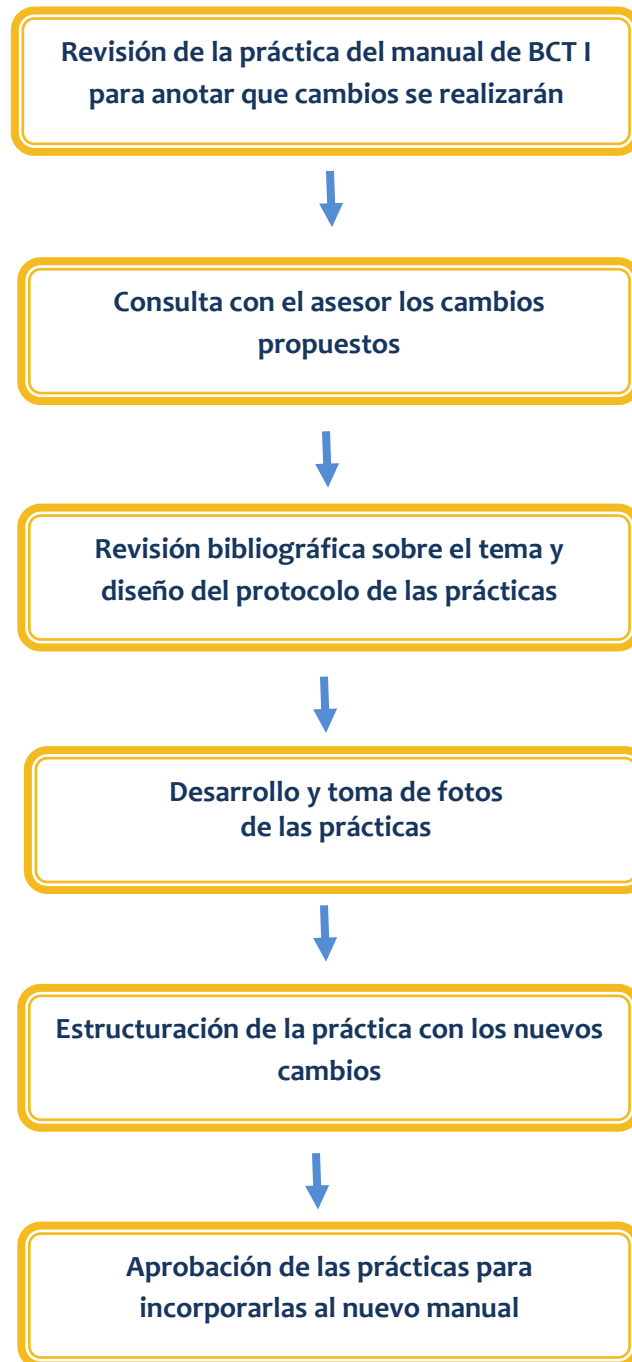 Revisión de la práctica del manual de BCT I
para anotar que cambios se realizarán
Consulta con el asesor los cambios
propuestos
Revisión bibliográfica sobre el tema y
diseño del protocolo de las prácticas
Desarrollo y toma de fotos
de las prácticas
Estructuración de la práctica con los nuevos
cambios
Aprobación de las prácticas para
incorporarlas al nuevo manual